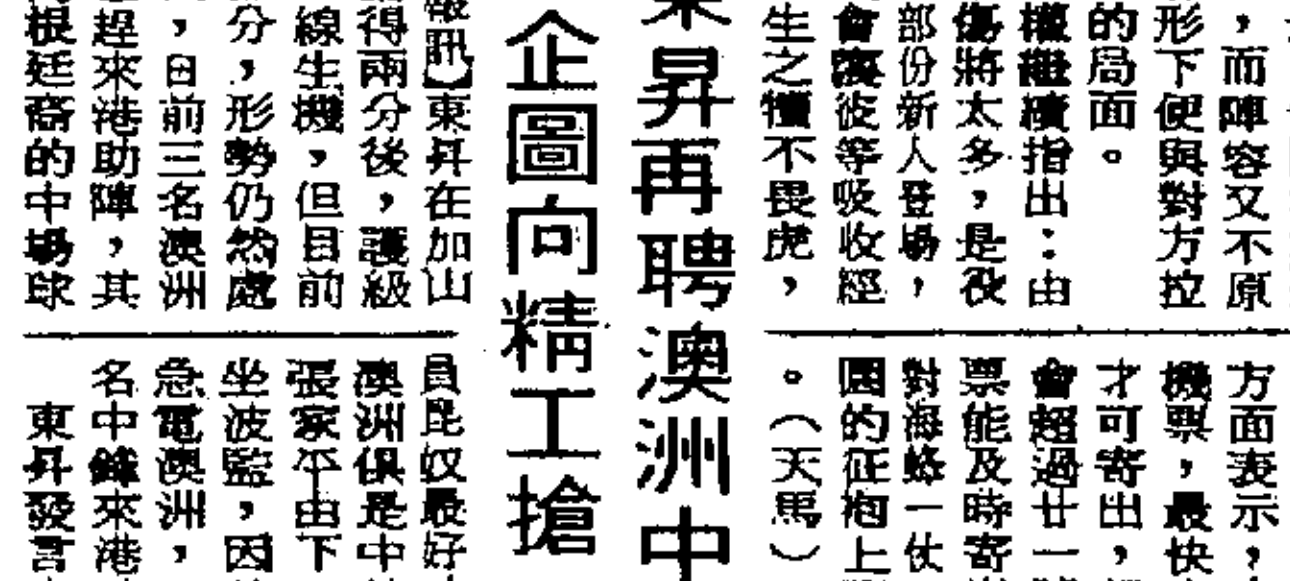 ，而陣容又不原
形下便與對方拉
的局面。
權繼續指出：由
傷將太多，是役
部份新人登場，
會讓彼等吸收經
生之犢不畏虎，
方面表示，
機票，最快
才可寄出，
會超過廿一
票能及時寄
對海蜂一仗
國的征袍上
。（天馬）
東昇再聘澳洲中
企圖向精工搶
報訊】東昇在加山
得兩分後，護級
線生機，但目前
分，形勢仍然處
，日前三名澳洲
趕來港助陣，其
根廷裔的中場球
員毘奴最好
澳洲俱是中
張家平由下
坐波監，因
急電澳洲，
名中鋒來港
東昇發言